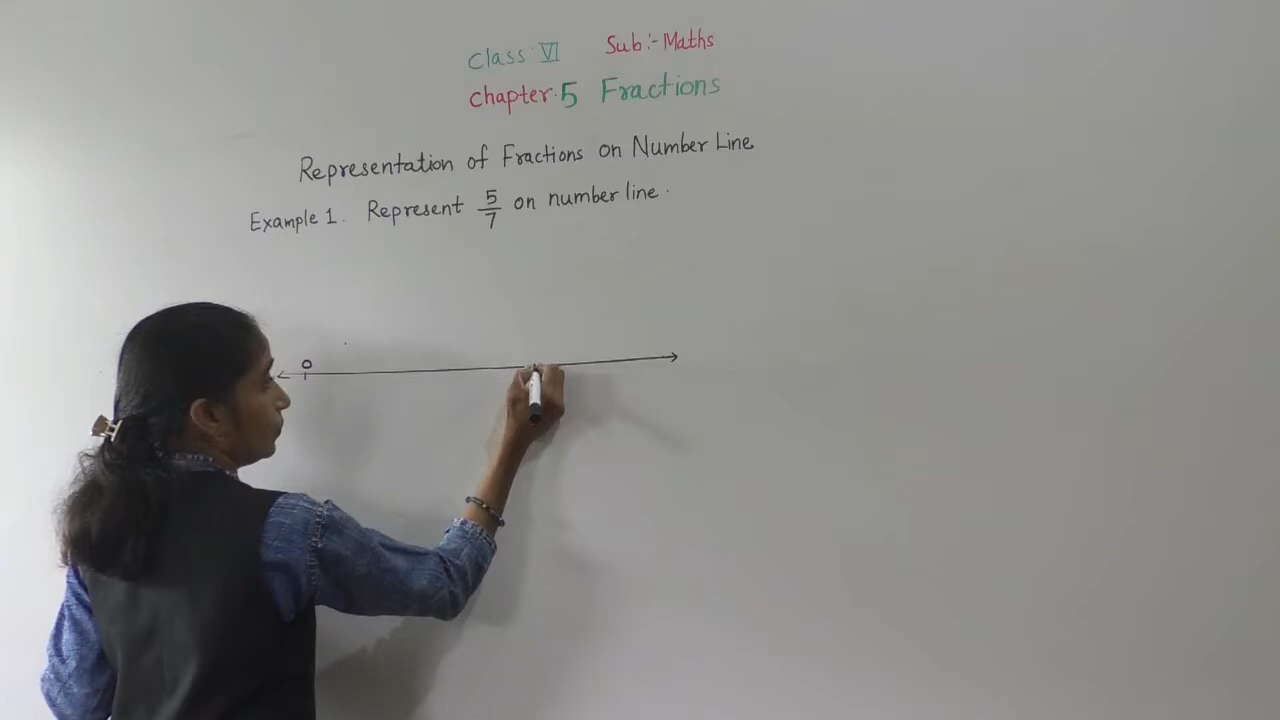 Class VI Sub:- Maths
Chapter.5 Fractions
Representation of Fractions on Number Line
Example 1. Represent 5/7 on number line.
0